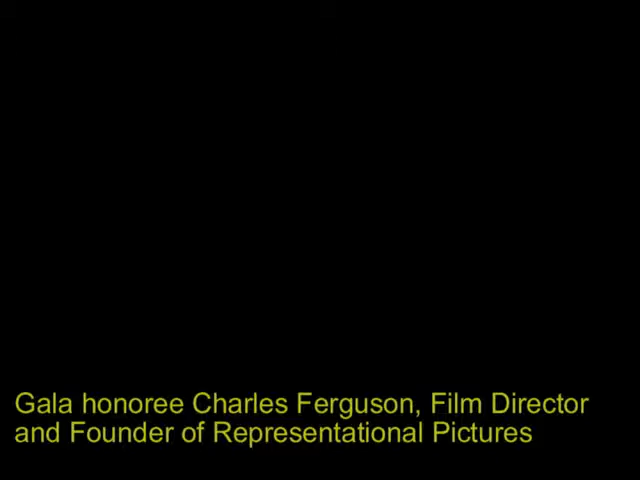 Gala honoree Charles Ferguson, Film Director
and Founder of Representational Pictures